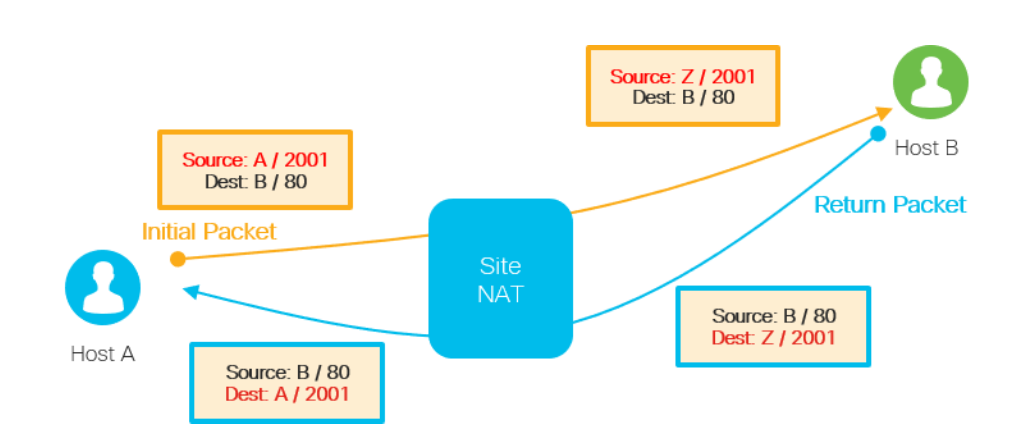 Source: Z / 2001
Dest: B / 80
Host B
Source: A / 2001
Dest: B / 80
Initial Packet
Return Packet
Site
NAT
Host A
Source: B / 80
Dest: Z / 2001
Source: B / 80
Dest: A / 2001